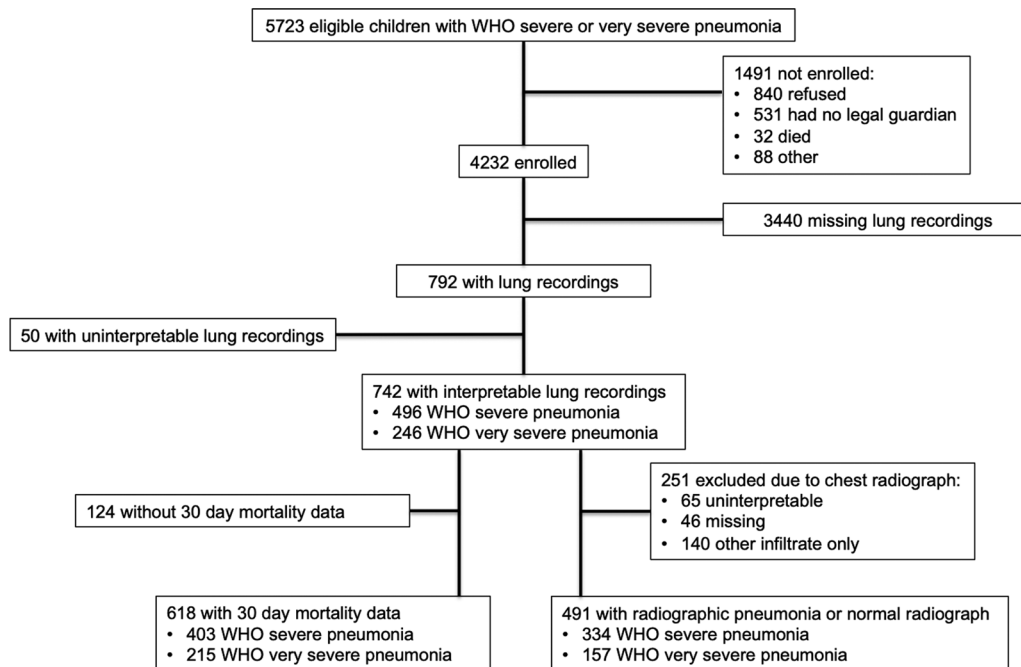 5723 eligible children with WHO severe or very severe pneumonia
1491 not enrolled:
• 840 refused
• 531 had no legal guardian
• 32 died
• 88 other
4232 enrolled
3440 missing lung recordings
792 with lung recordings
50 with uninterpretable lung recordings
742 with interpretable lung recordings
• 496 WHO severe pneumonia
• 246 WHO very severe pneumonia
251 excluded due to chest radiograph:
• 65 uninterpretable
• 46 missing
• 140 other infiltrate only
124 without 30 day mortality data
618 with 30 day mortality data
• 403 WHO severe pneumonia
• 215 WHO very severe pneumonia
491 with radiographic pneumonia or normal radiograph
• 334 WHO severe pneumonia
• 157 WHO very severe pneumonia